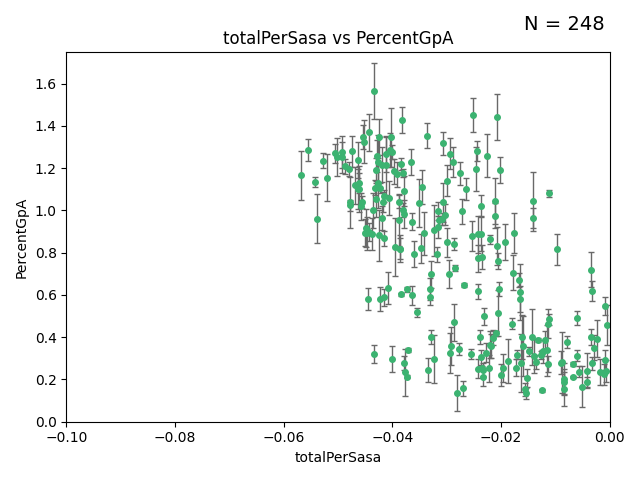 N = 248
totalPerSasa vs PercentGpA
PercentGpA
1.6
1.4
1.2
1.0
0.8
0.6
0.4
0.2
0.0
−0.10 −0.08 −0.06 −0.04 −0.02 0.00
totalPerSasa